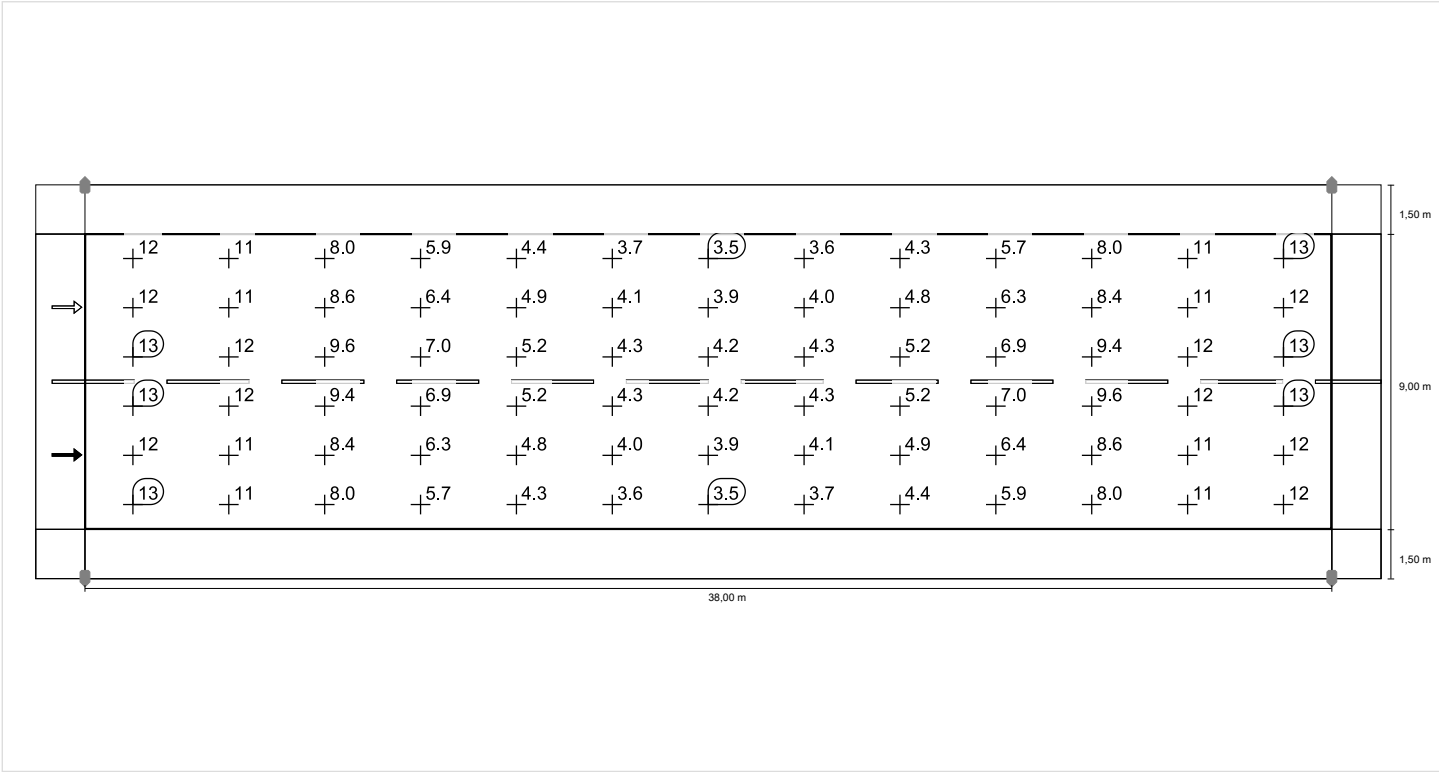 1,50 m
12 11 8.0 5.9 4.4 3.7 3.5 3.6 4.3 5.7 8.0 11 13
12 11 8.6 6.4 4.9 4.1 3.9 4.0 4.8 6.3 8.4 11 12
13 12 9.6 7.0 5.2 4.3 4.2 4.3 5.2 6.9 9.4 12 13
9,00 m
13 12 9.4 6.9 5.2 4.3 4.2 4.3 5.2 7.0 9.6 12 13
12 11 8.4 6.3 4.8 4.0 3.9 4.1 4.9 6.4 8.6 11 12
13 11 8.0 5.7 4.3 3.6 3.5 3.7 4.4 5.9 8.0 11 12
1,50 m
38,00 m